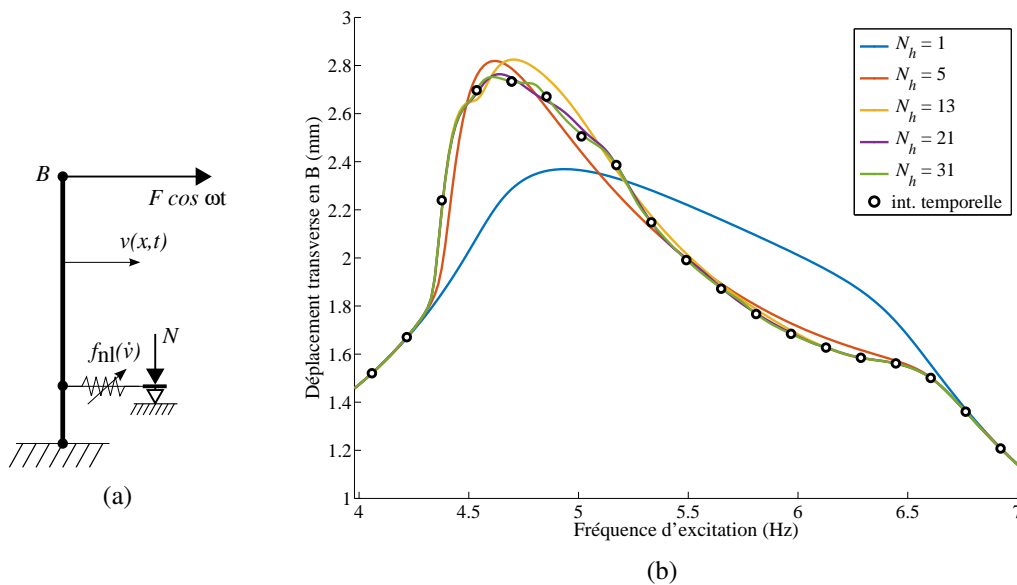 B
F cos ωt
v(x,t)
f_nl(v̇)
N
(a)
Déplacement transverse en B (mm)
3
2.8
2.6
2.4
2.2
2
1.8
1.6
1.4
1.2
1
4
4.5
5
5.5
6
6.5
7
Fréquence d'excitation (Hz)
N_h = 1
N_h = 5
N_h = 13
N_h = 21
N_h = 31
int. temporelle
(b)